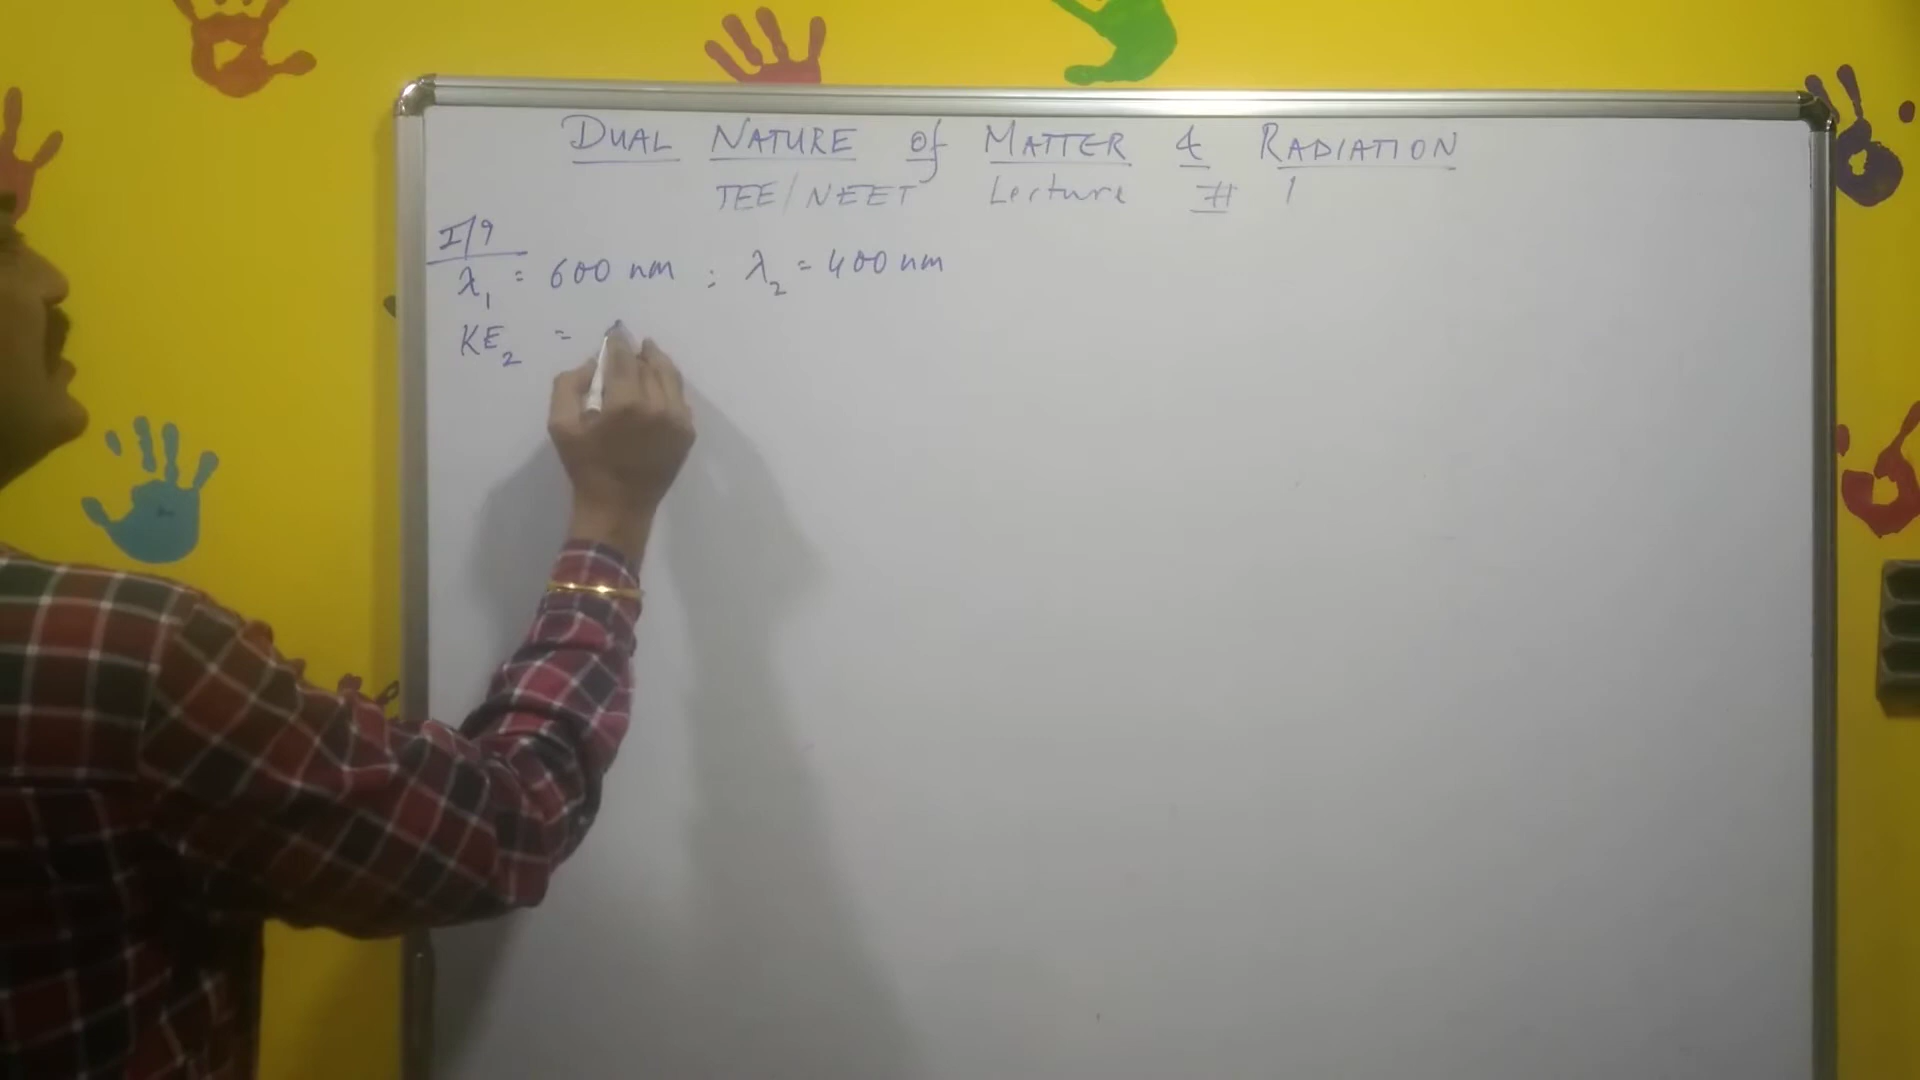 DUAL NATURE of MATTER & RADIATION
JEE/NEET Lecture # 1
I/9
λ₁ = 600 nm ; λ₂ = 400 nm
KE₂ =